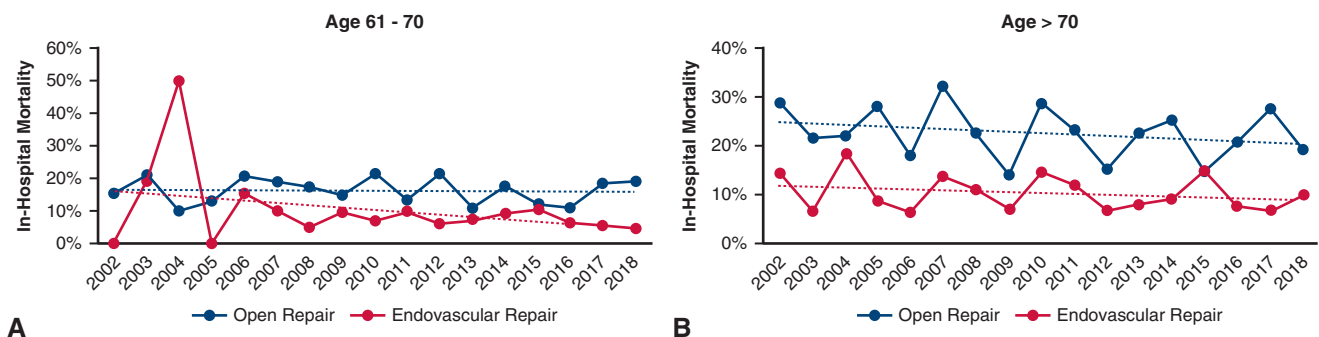 Age 61 - 70
In-Hospital Mortality
60%
50%
40%
30%
20%
10%
0%
2002 2003 2004 2005 2006 2007 2008 2009 2010 2011 2012 2013 2014 2015 2016 2017 2018
Open Repair Endovascular Repair
A
Age > 70
In-Hospital Mortality
40%
30%
20%
10%
0%
2002 2003 2004 2005 2006 2007 2008 2009 2010 2011 2012 2013 2014 2015 2016 2017 2018
Open Repair Endovascular Repair
B